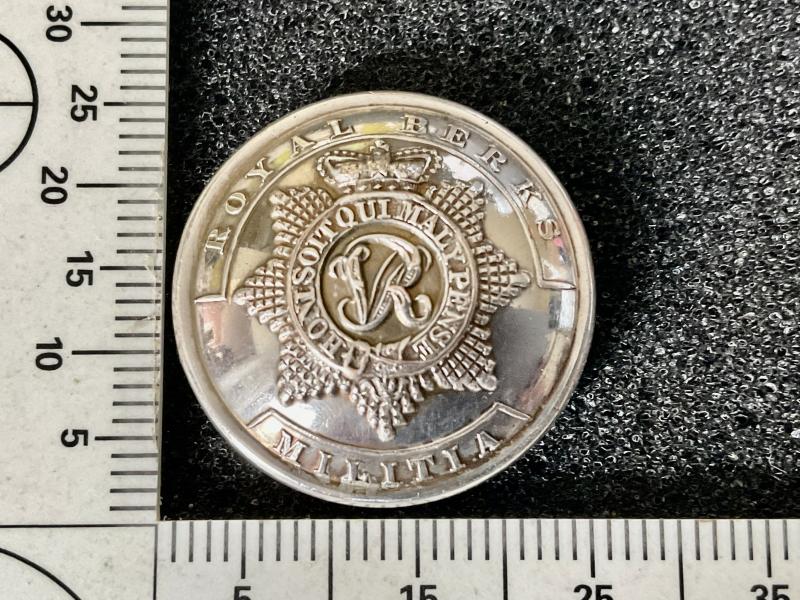 ROYAL BERKS
HONI SOIT QUI MAL Y PENSE
VR
MILITIA
30
25
20
15
10
5
5
15
25
35